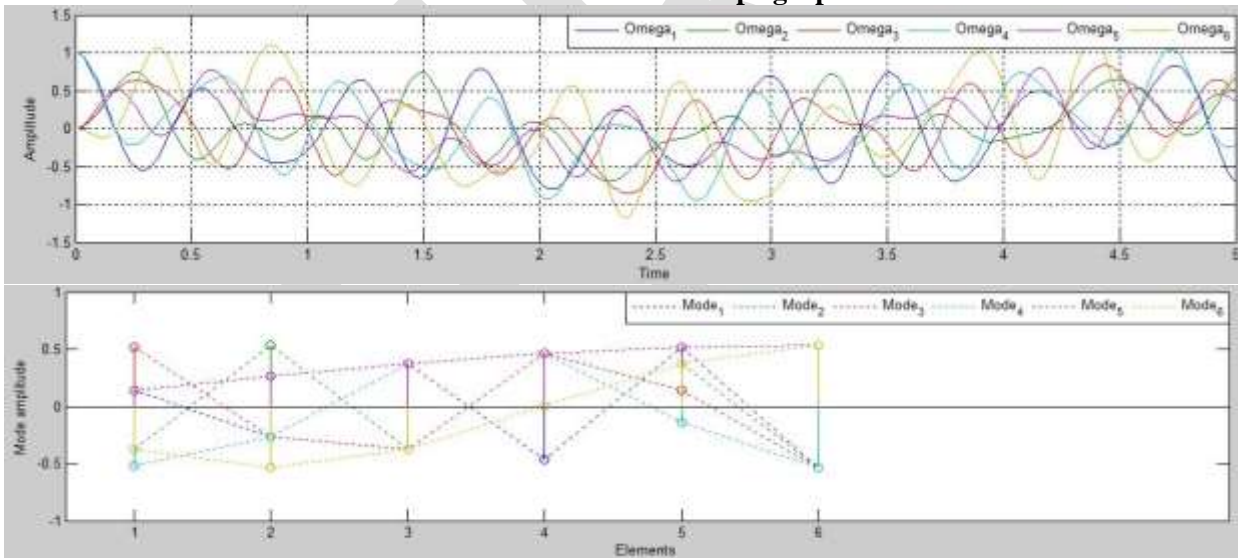 1.5
Omega1 Omega2 Omega3 Omega4 Omega5 Omega6
1
0.5
0
-0.5
-1
-1.5
Amplitude
0 0.5 1 1.5 2 2.5 3 3.5 4 4.5 5
Time
1
Mode1 Mode2 Mode3 Mode4 Mode5 Mode6
0.5
0
-0.5
-1
Mode amplitude
1 2 3 4 5 6
Elements